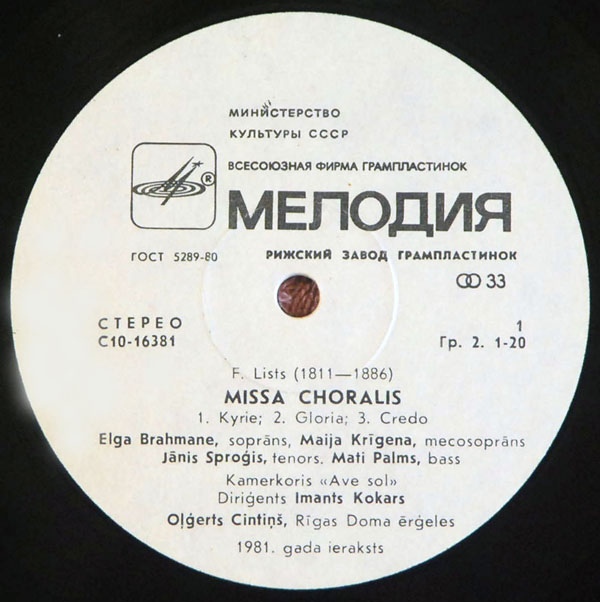 МИНИСТЕРСТВО
КУЛЬТУРЫ СССР
ВСЕСОЮЗНАЯ ФИРМА ГРАМПЛАСТИНОК
®
МЕЛОДИЯ
ГОСТ 5289-80
РИЖСКИЙ ЗАВОД ГРАМПЛАСТИНОК
33
СТЕРЕО
1
С10-16381
Гр. 2. 1-20
F. Lists (1811—1886)
MISSA CHORALIS
1. Kyrie; 2. Gloria; 3. Credo
Elga Brahmane, soprāns, Maija Krīgena, mecosoprāns
Jānis Sproģis, tenors. Mati Palms, bass
Kamerkoris «Ave sol»
Diriģents Imants Kokars
Oļģerts Cintiņš, Rīgas Doma ērģeles
1981. gada ieraksts